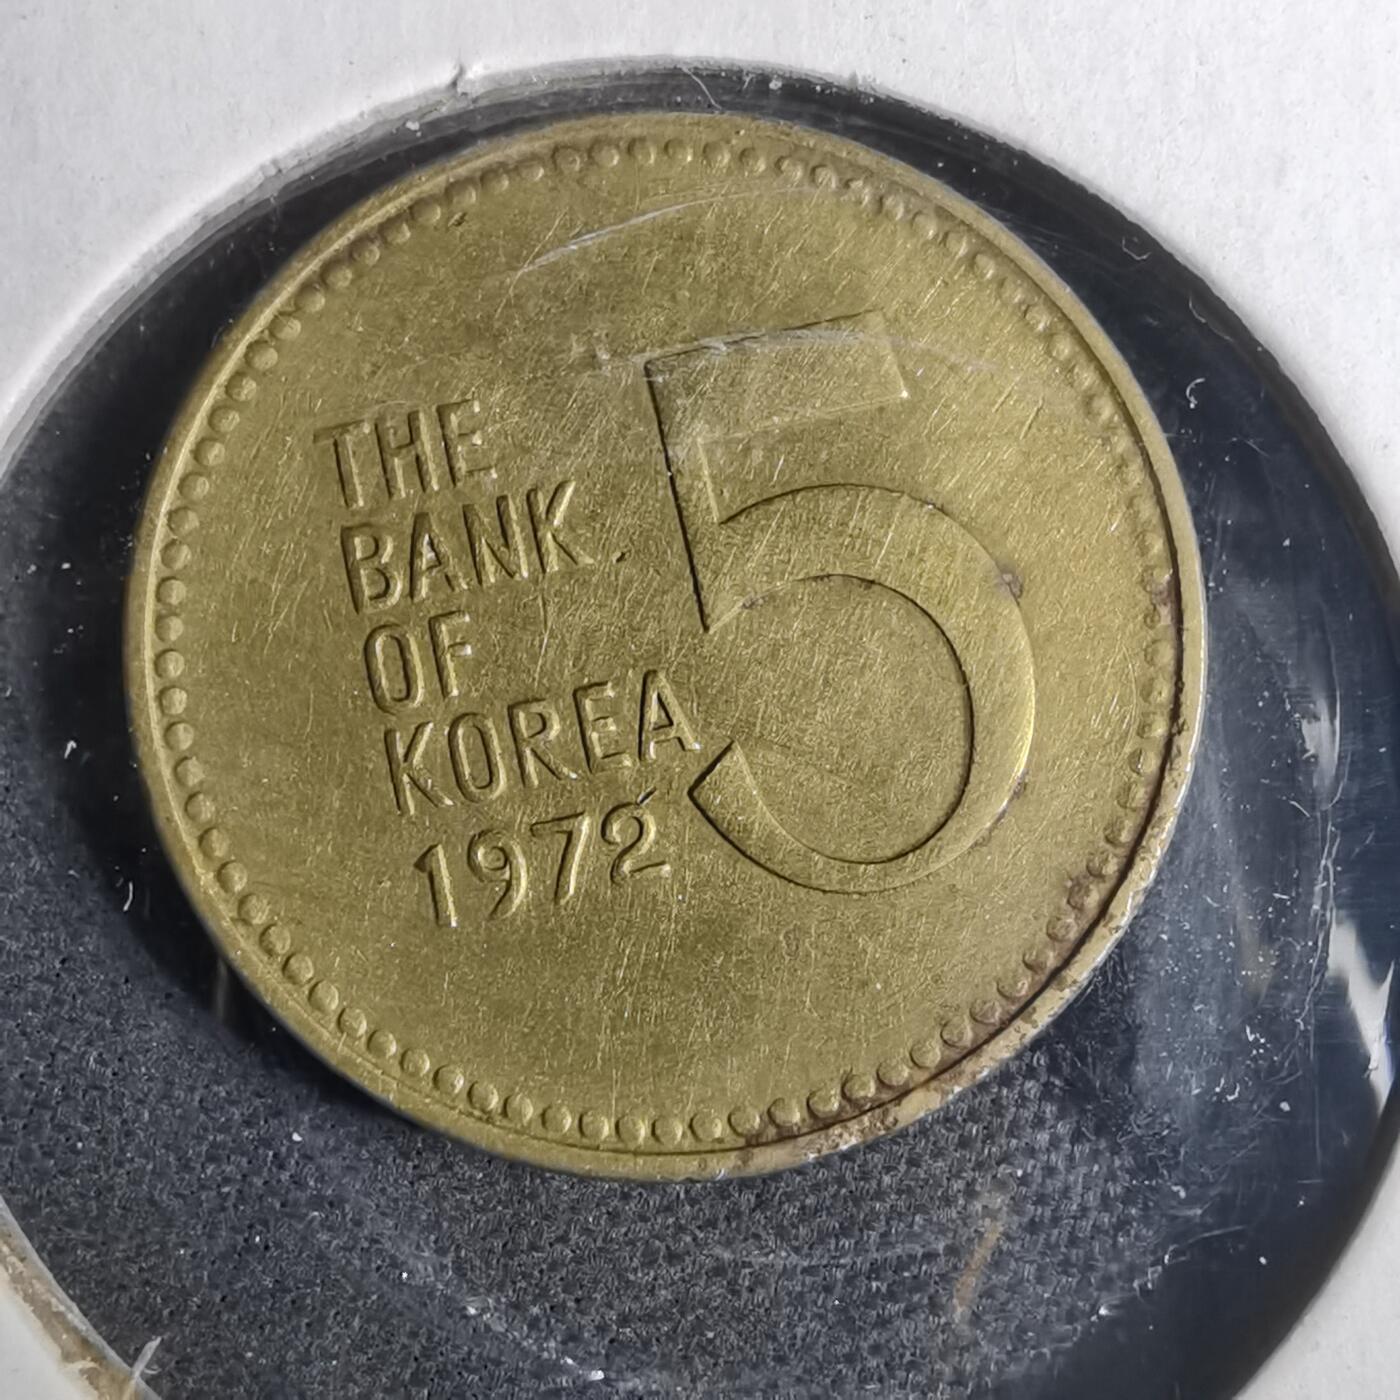 THE
BANK
OF
KOREA
1972
5